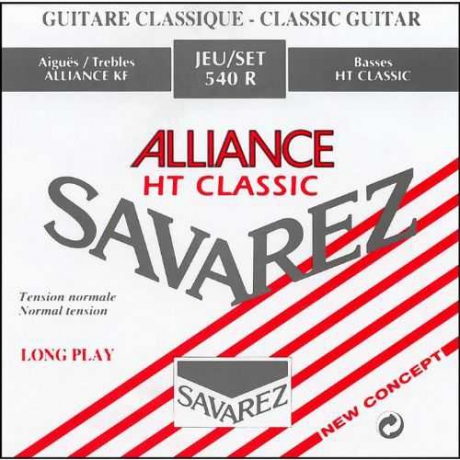 GUITARE CLASSIQUE - CLASSIC GUITAR
Aiguës / Trebles
ALLIANCE KF
JEU/SET
540 R
Basses
HT CLASSIC
ALLIANCE
HT CLASSIC
SAVAREZ
Tension normale
Normal tension
LONG PLAY
SAVAREZ
NEW CONCEPT